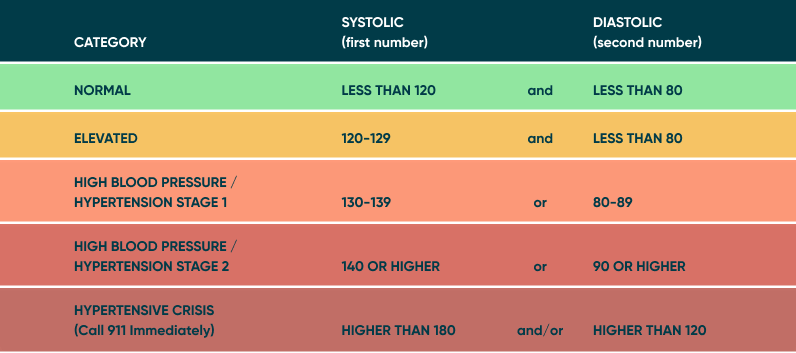 CATEGORY SYSTOLIC (first number) DIASTOLIC (second number)
NORMAL LESS THAN 120 and LESS THAN 80
ELEVATED 120-129 and LESS THAN 80
HIGH BLOOD PRESSURE /
HYPERTENSION STAGE 1 130-139 or 80-89
HIGH BLOOD PRESSURE /
HYPERTENSION STAGE 2 140 OR HIGHER or 90 OR HIGHER
HYPERTENSIVE CRISIS
(Call 911 Immediately) HIGHER THAN 180 and/or HIGHER THAN 120